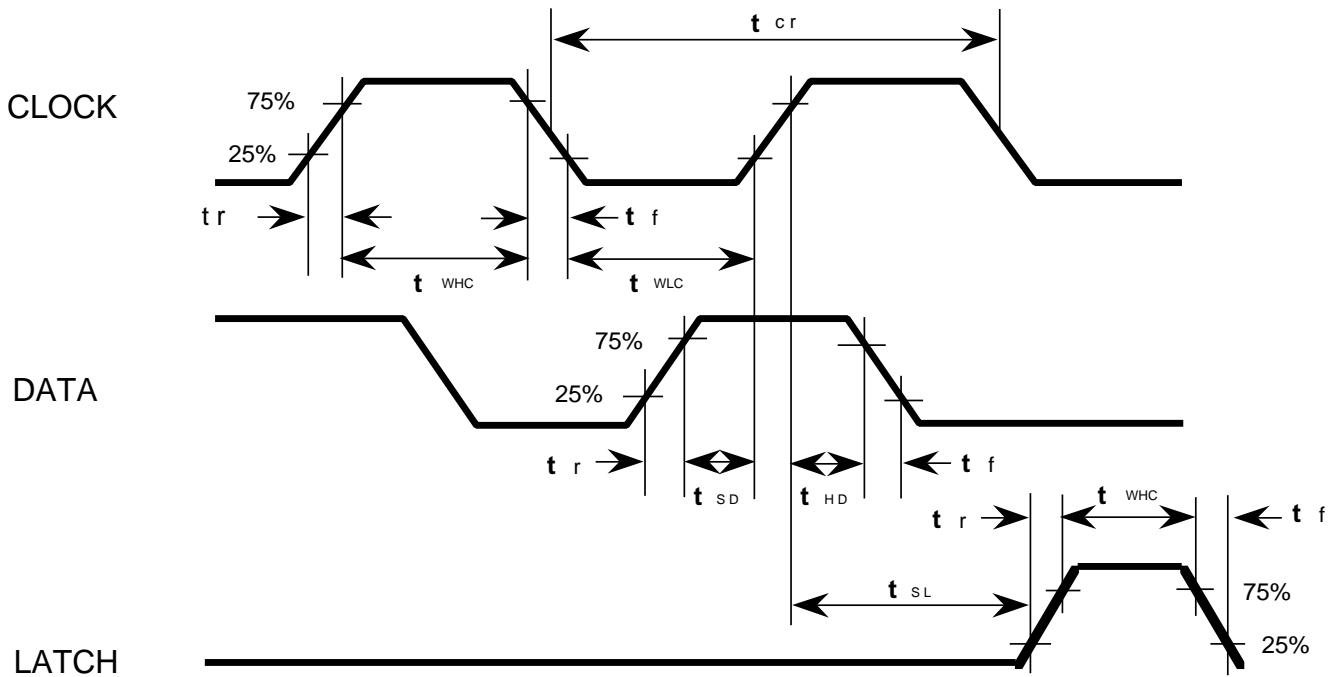 t cr
CLOCK
75%
25%
t r
t f
t WHC
t WLC
DATA
75%
25%
t r
t SD
t HD
t f
t r
t WHC
t f
t SL
75%
25%
LATCH